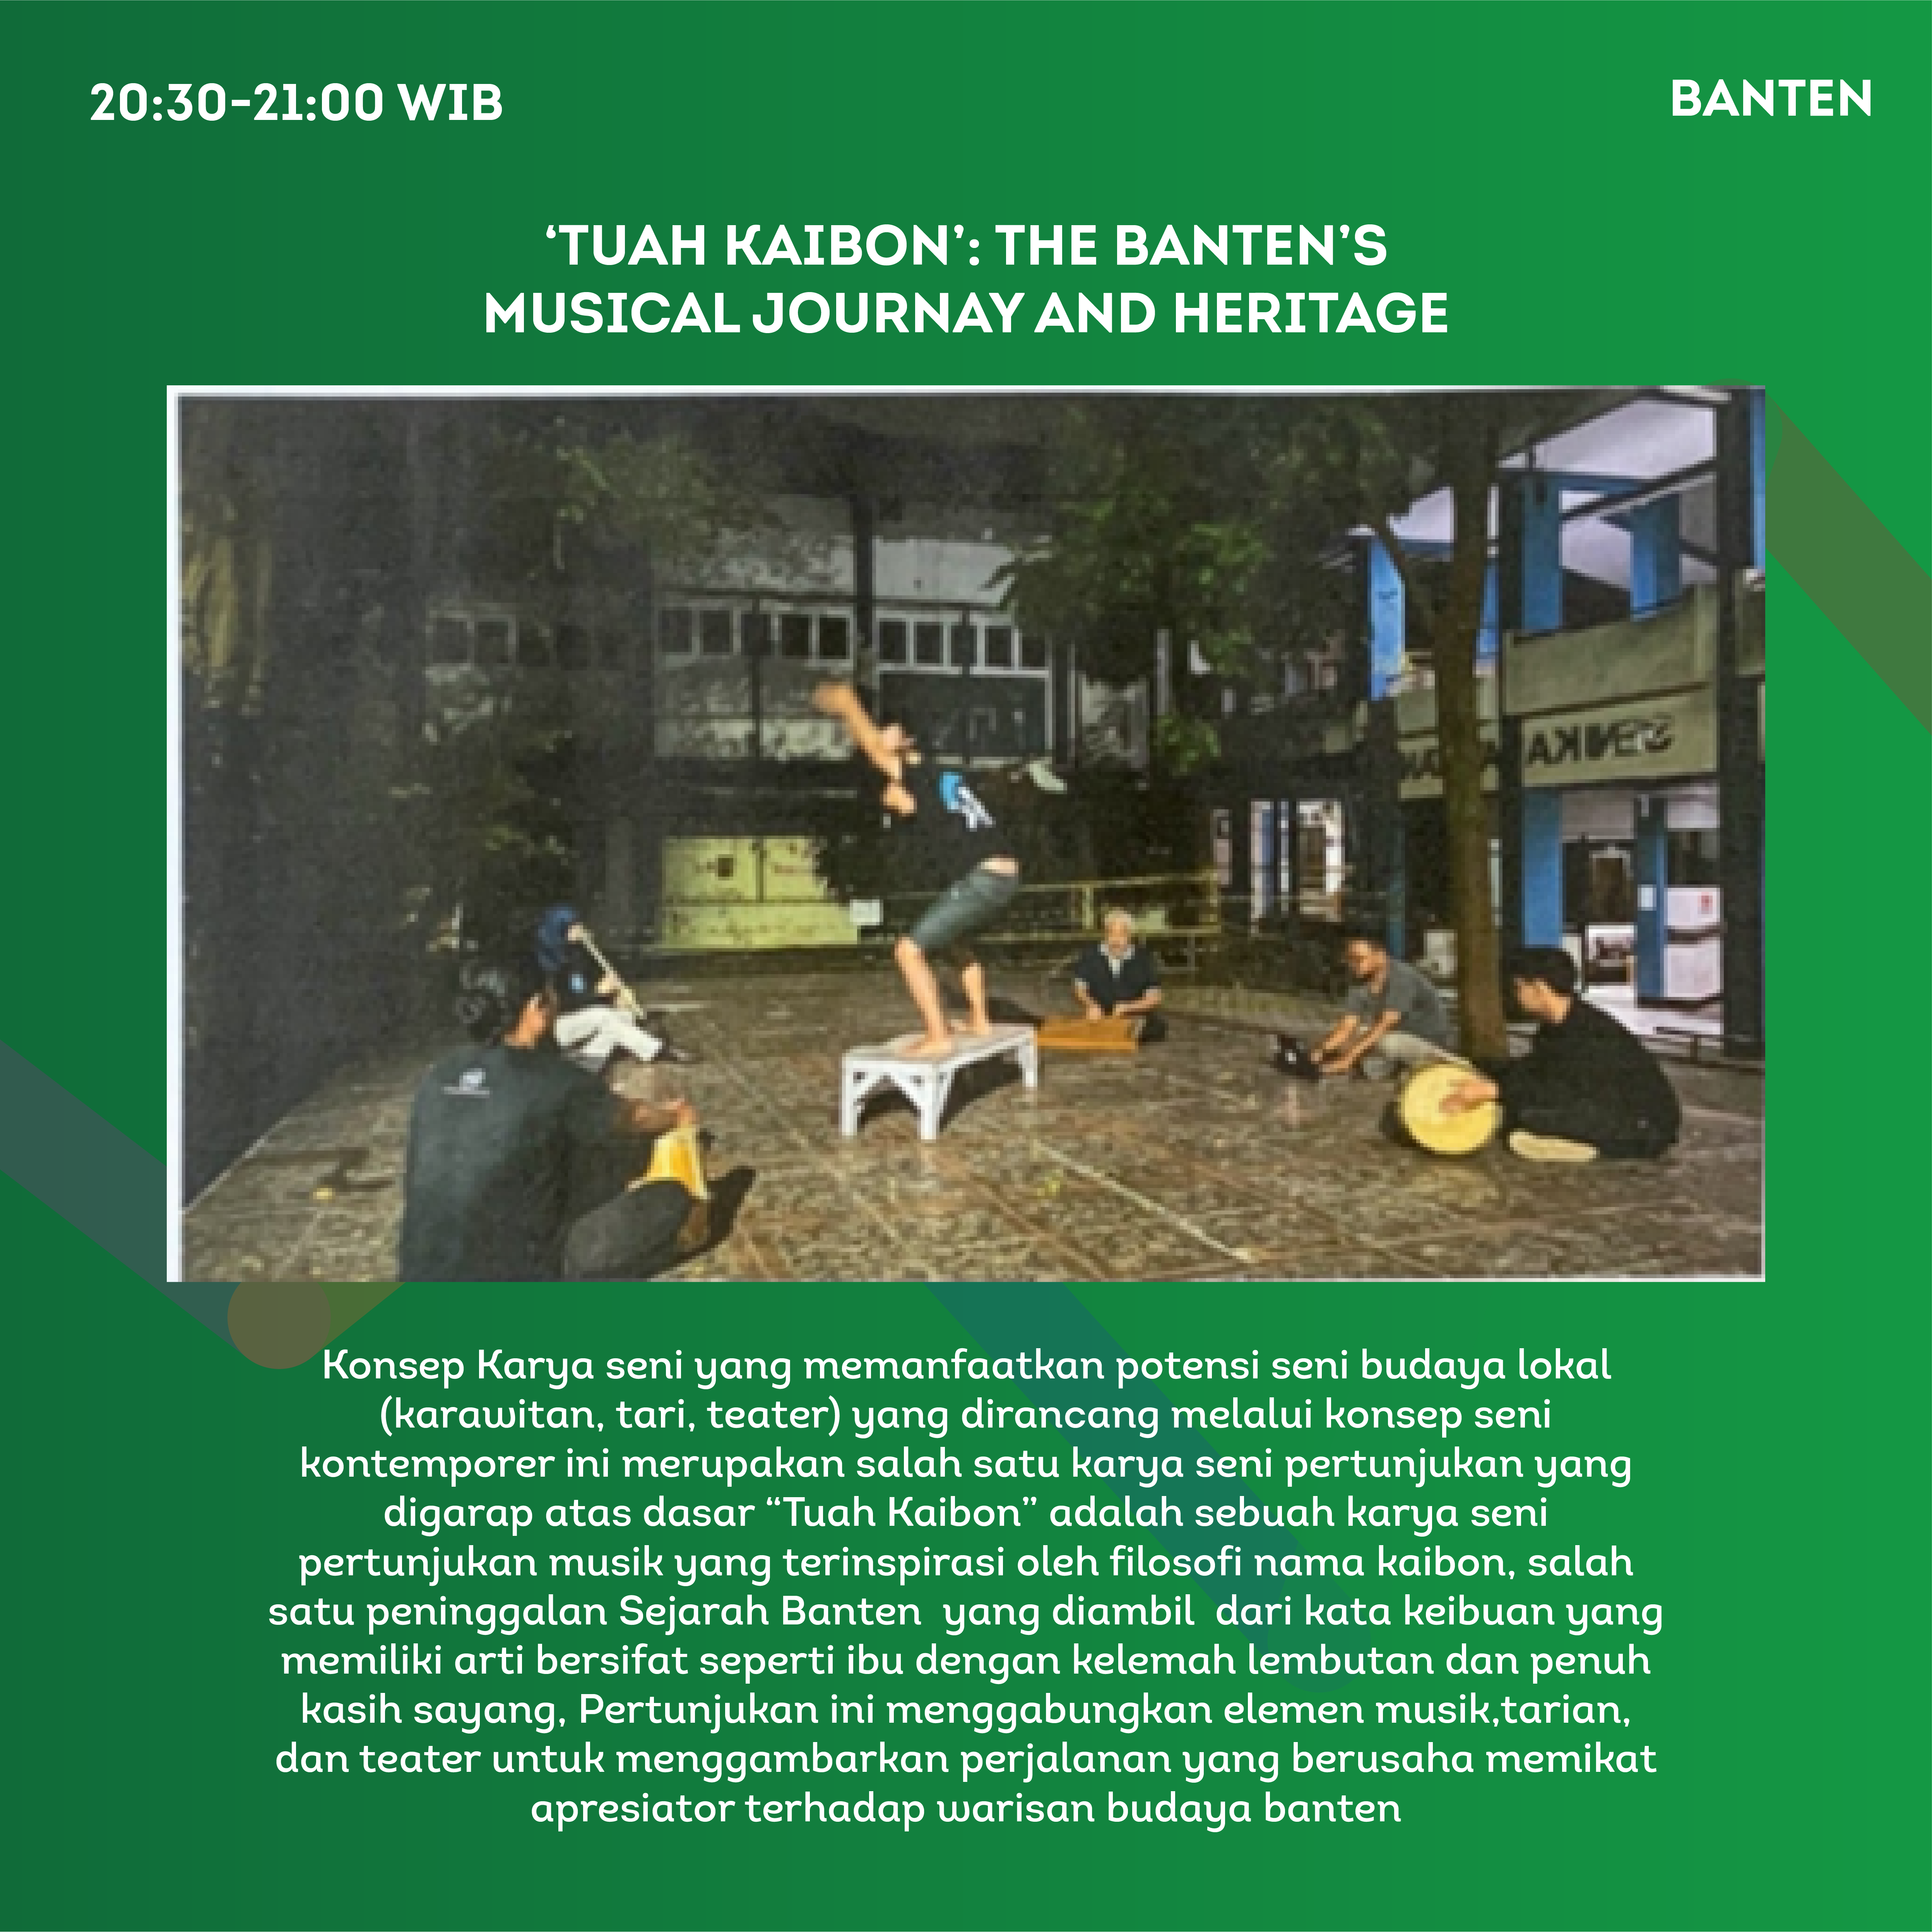 20:30-21:00 WIB
BANTEN
‘TUAH KAIBON’: THE BANTEN’S
MUSICAL JOURNAY AND HERITAGE
Konsep Karya seni yang memanfaatkan potensi seni budaya lokal
(karawitan, tari, teater) yang dirancang melalui konsep seni
kontemporer ini merupakan salah satu karya seni pertunjukan yang
digarap atas dasar “Tuah Kaibon” adalah sebuah karya seni
pertunjukan musik yang terinspirasi oleh filosofi nama kaibon, salah
satu peninggalan Sejarah Banten yang diambil dari kata keibuan yang
memiliki arti bersifat seperti ibu dengan kelemah lembutan dan penuh
kasih sayang, Pertunjukan ini menggabungkan elemen musik,tarian,
dan teater untuk menggambarkan perjalanan yang berusaha memikat
apresiator terhadap warisan budaya banten